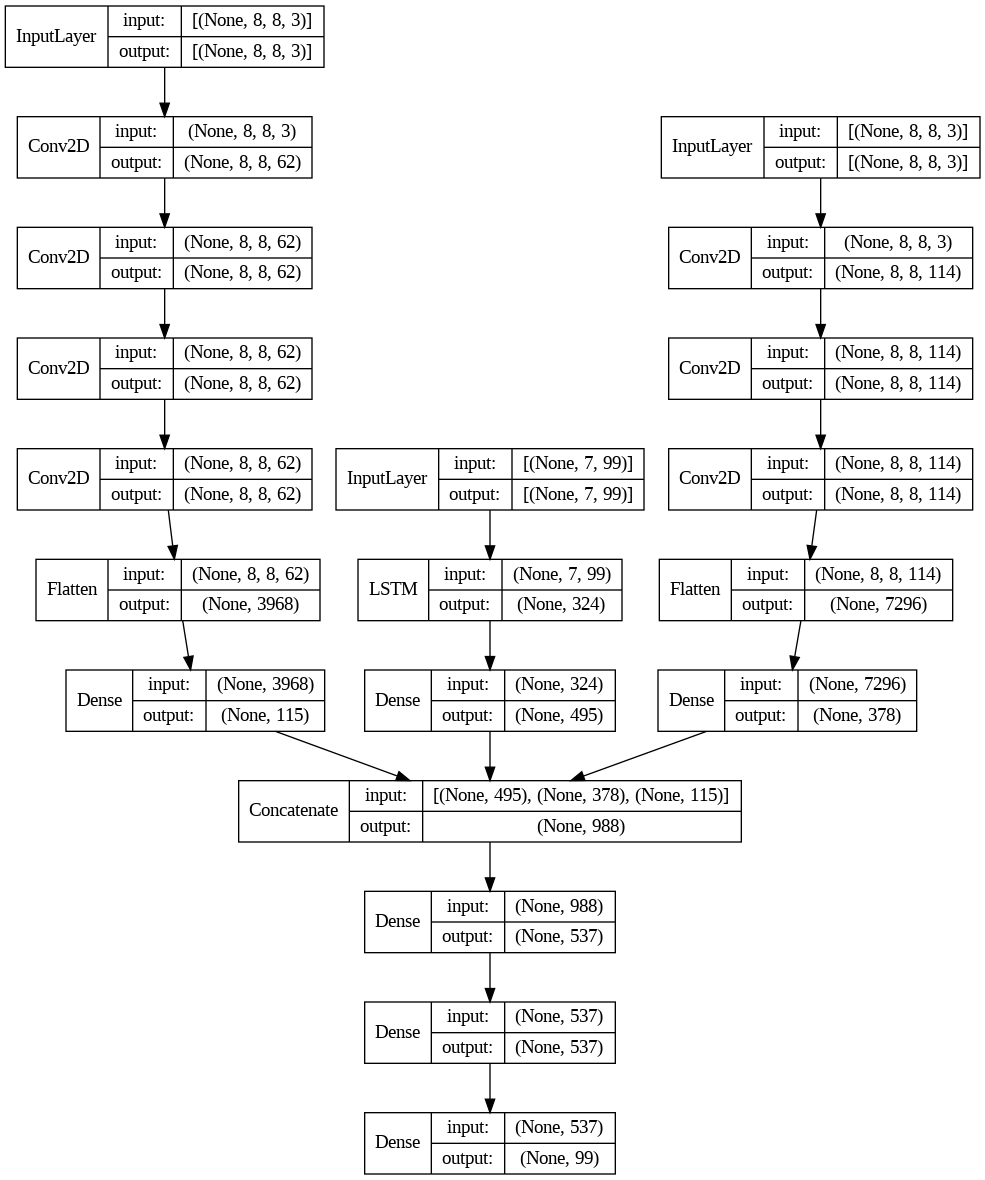 InputLayer
input: [(None, 8, 8, 3)]
output: [(None, 8, 8, 3)]
Conv2D
input: (None, 8, 8, 3)
output: (None, 8, 8, 62)
Conv2D
input: (None, 8, 8, 62)
output: (None, 8, 8, 62)
Conv2D
input: (None, 8, 8, 62)
output: (None, 8, 8, 62)
Conv2D
input: (None, 8, 8, 62)
output: (None, 8, 8, 62)
Flatten
input: (None, 8, 8, 62)
output: (None, 3968)
Dense
input: (None, 3968)
output: (None, 115)
InputLayer
input: [(None, 7, 99)]
output: [(None, 7, 99)]
LSTM
input: (None, 7, 99)
output: (None, 324)
Dense
input: (None, 324)
output: (None, 495)
InputLayer
input: [(None, 8, 8, 3)]
output: [(None, 8, 8, 3)]
Conv2D
input: (None, 8, 8, 3)
output: (None, 8, 8, 114)
Conv2D
input: (None, 8, 8, 114)
output: (None, 8, 8, 114)
Conv2D
input: (None, 8, 8, 114)
output: (None, 8, 8, 114)
Flatten
input: (None, 8, 8, 114)
output: (None, 7296)
Dense
input: (None, 7296)
output: (None, 378)
Concatenate
input: [(None, 495), (None, 378), (None, 115)]
output: (None, 988)
Dense
input: (None, 988)
output: (None, 537)
Dense
input: (None, 537)
output: (None, 537)
Dense
input: (None, 537)
output: (None, 99)